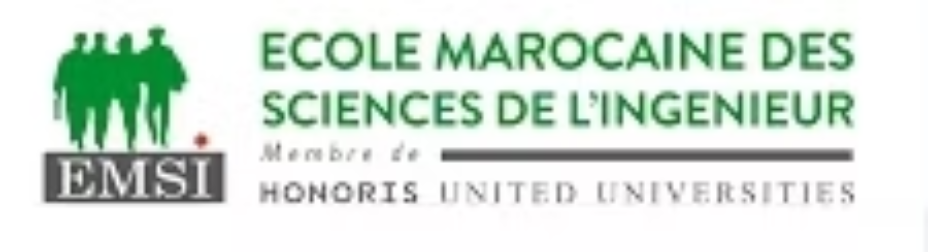 ECOLE MAROCAINE DES
SCIENCES DE L'INGENIEUR
Membre de
HONORIS UNITED UNIVERSITIES
EMSI